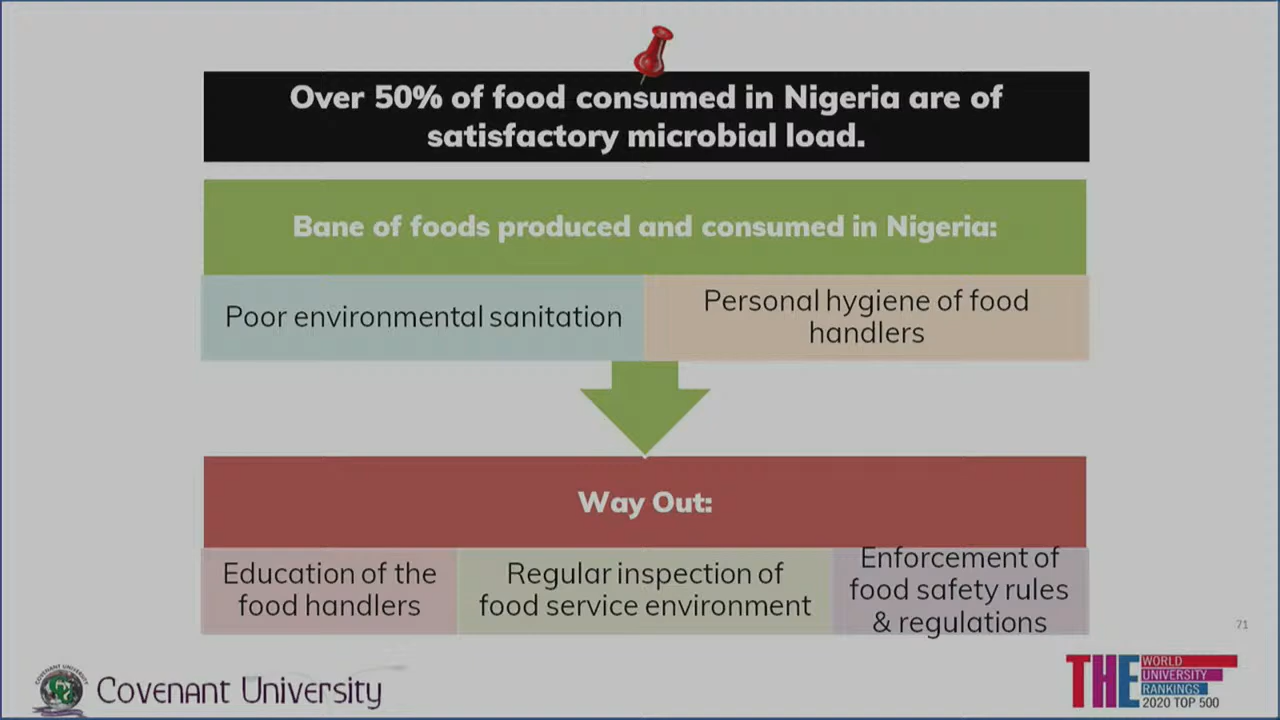 Over 50% of food consumed in Nigeria are of
satisfactory microbial load.
Bane of foods produced and consumed in Nigeria:
Poor environmental sanitation
Personal hygiene of food
handlers
Way Out:
Education of the
food handlers
Regular inspection of
food service environment
Enforcement of
food safety rules
& regulations
71
COVENANT UNIVERSITY
Covenant University
THE
WORLD
UNIVERSITY
RANKINGS
2020 TOP 500